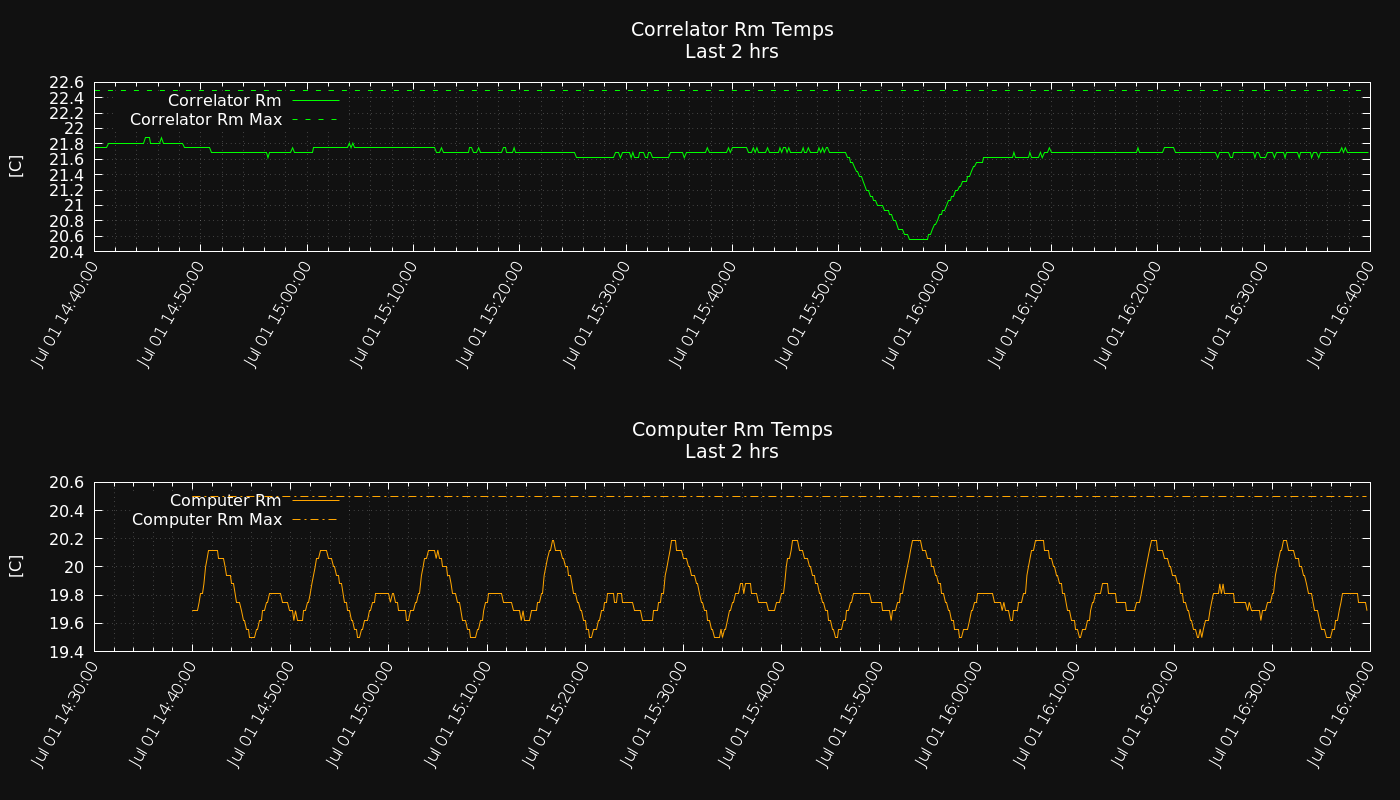 Correlator Rm Temps
Last 2 hrs
22.6
22.4
22.2
22
21.8
21.6
21.4
21.2
21
20.8
20.6
20.4
[C]
Correlator Rm
Correlator Rm Max
Jul 01 14:40:00
Jul 01 14:50:00
Jul 01 15:00:00
Jul 01 15:10:00
Jul 01 15:20:00
Jul 01 15:30:00
Jul 01 15:40:00
Jul 01 15:50:00
Jul 01 16:00:00
Jul 01 16:10:00
Jul 01 16:20:00
Jul 01 16:30:00
Jul 01 16:40:00
Computer Rm Temps
Last 2 hrs
20.6
20.4
20.2
20
19.8
19.6
19.4
[C]
Computer Rm
Computer Rm Max
Jul 01 14:30:00
Jul 01 14:40:00
Jul 01 14:50:00
Jul 01 15:00:00
Jul 01 15:10:00
Jul 01 15:20:00
Jul 01 15:30:00
Jul 01 15:40:00
Jul 01 15:50:00
Jul 01 16:00:00
Jul 01 16:10:00
Jul 01 16:20:00
Jul 01 16:30:00
Jul 01 16:40:00